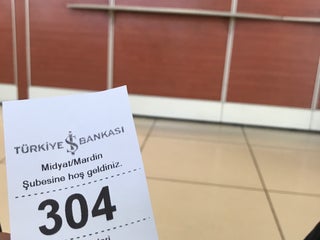 TÜRKİYE İŞ BANKASI
Midyat/Mardin
Şubesine hoş geldiniz.
304